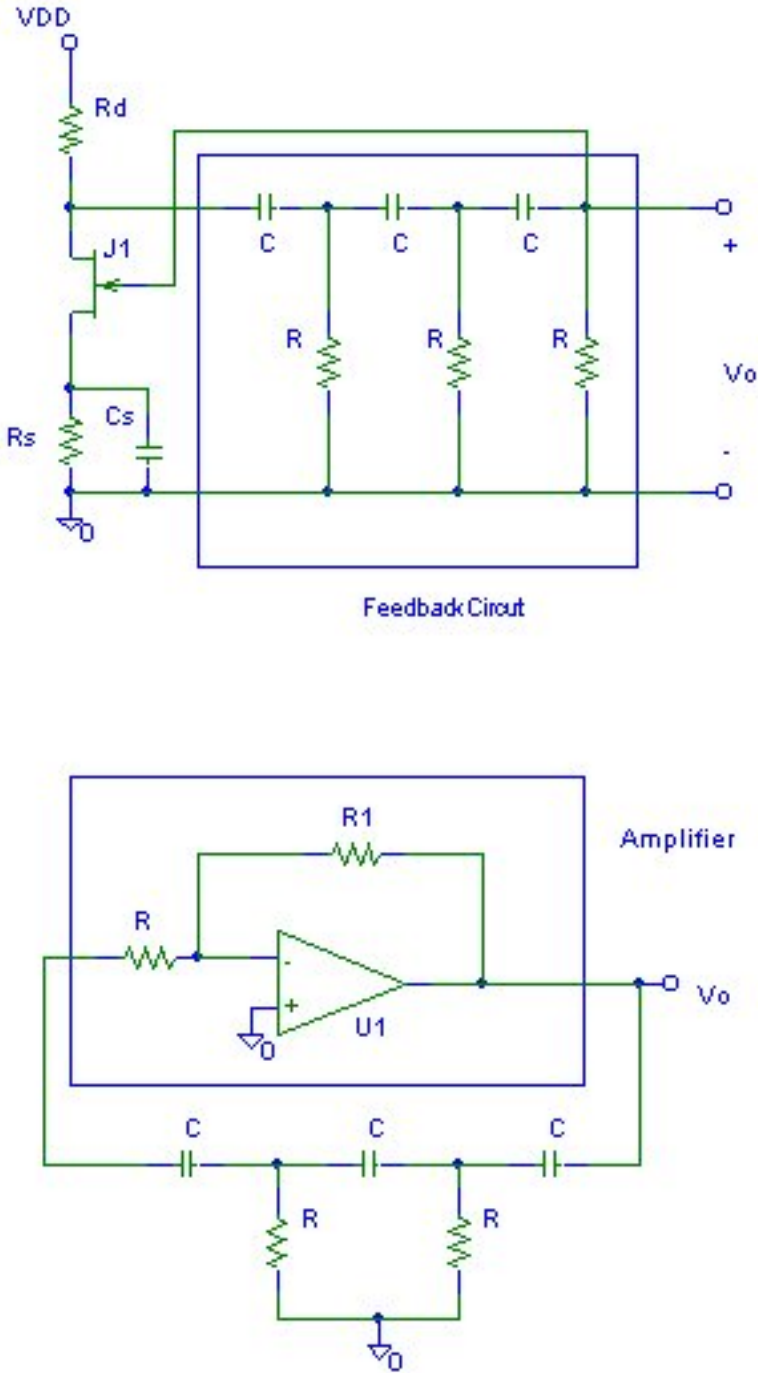 VDD
Rd
J1
C C C
R R R
+
Vo
-
Rs
Cs
0
Feedback Circut
R1
Amplifier
R
-
+
U1
0
Vo
C C C
R R
0